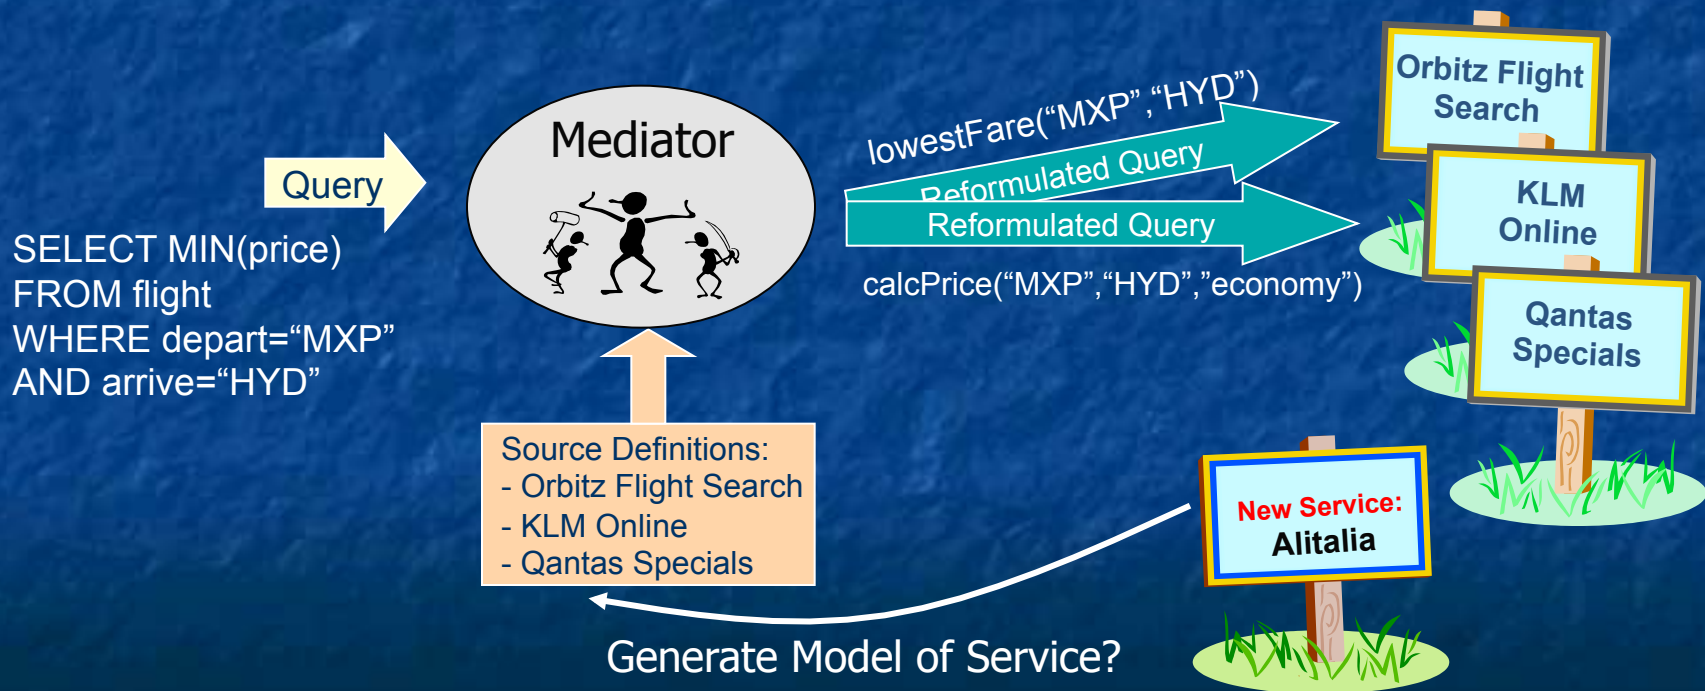 Query
SELECT MIN(price)
FROM flight
WHERE depart=“MXP”
AND arrive=“HYD”
Mediator
Source Definitions:
- Orbitz Flight Search
- KLM Online
- Qantas Specials
lowestFare(“MXP”,“HYD”)
Reformulated Query
Reformulated Query
calcPrice(“MXP”,“HYD”,”economy”)
Orbitz Flight
Search
KLM
Online
Qantas
Specials
New Service:
Alitalia
Generate Model of Service?